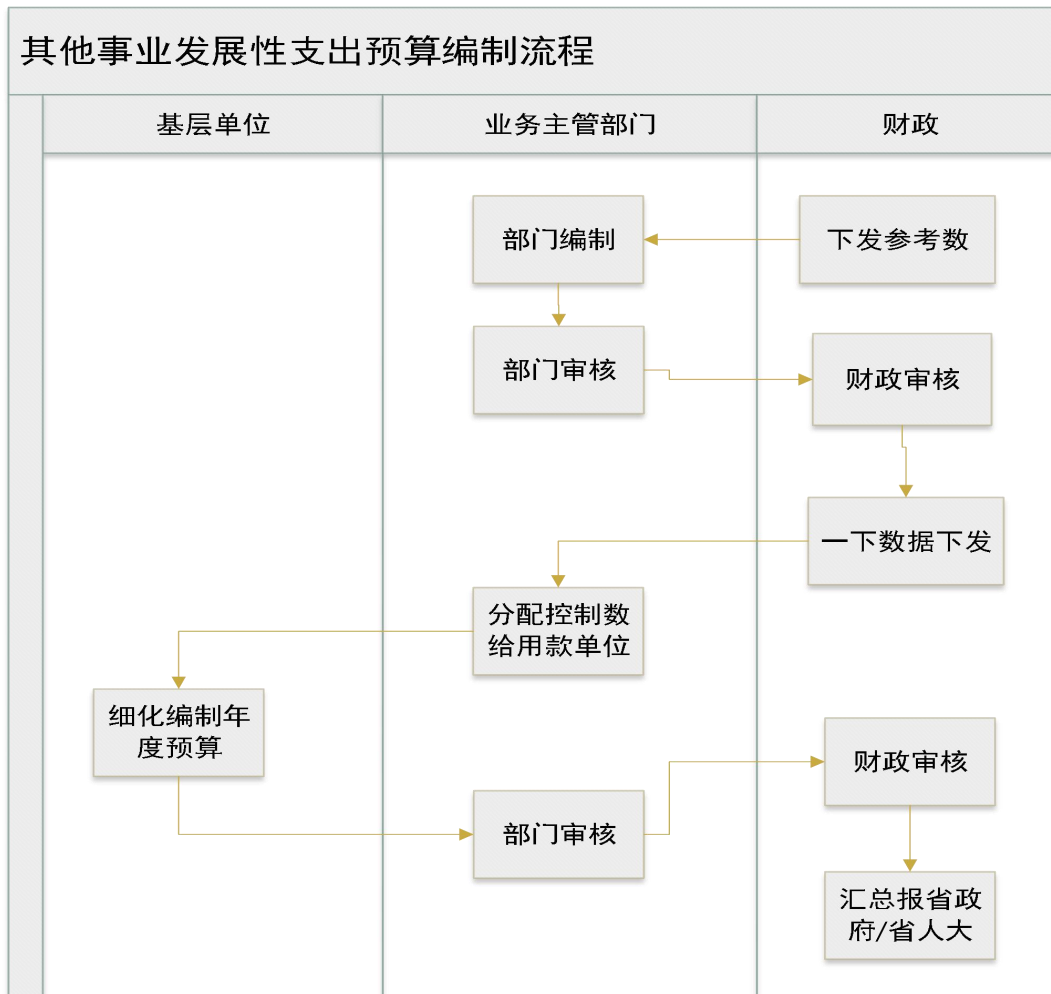 其他事业发展性支出预算编制流程
基层单位
业务主管部门
财政
部门编制
下发参考数
部门审核
财政审核
一下数据下发
分配控制数
给用款单位
细化编制年
度预算
财政审核
部门审核
汇总报省政
府/省人大